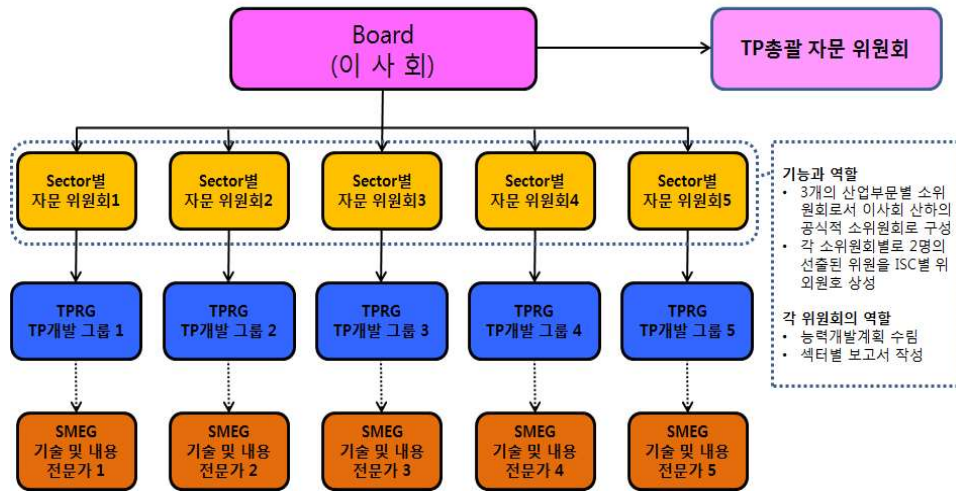 Board
(이 사 회)
TP총괄 자문 위원회
Sector별
자문 위원회1
Sector별
자문 위원회2
Sector별
자문 위원회3
Sector별
자문 위원회4
Sector별
자문 위원회5
TPRG
TP개발 그룹 1
TPRG
TP개발 그룹 2
TPRG
TP개발 그룹 3
TPRG
TP개발 그룹 4
TPRG
TP개발 그룹 5
SMEG
기술 및 내용
전문가 1
SMEG
기술 및 내용
전문가 2
SMEG
기술 및 내용
전문가 3
SMEG
기술 및 내용
전문가 4
SMEG
기술 및 내용
전문가 5
기능과 역할
• 3개의 산업부문별 소위
원회로서 이사회 산하의
공식적 소위원회로 구성
• 각 소위원회별로 2명의
선출된 위원을 ISC별 위
외원호 상성
각 위원회의 역할
• 능력개발계획 수림
• 섹터별 보고서 작성